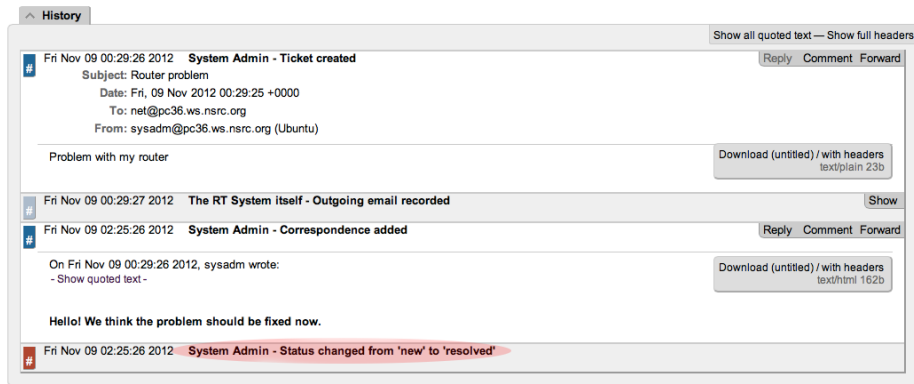 History
Show all quoted text — Show full headers
# Fri Nov 09 00:29:26 2012 System Admin - Ticket created Reply Comment Forward
Subject: Router problem
Date: Fri, 09 Nov 2012 00:29:25 +0000
To: net@pc36.ws.nsrc.org
From: sysadm@pc36.ws.nsrc.org (Ubuntu)
Problem with my router
Download (untitled) / with headers
text/plain 23b
# Fri Nov 09 00:29:27 2012 The RT System itself - Outgoing email recorded Show
# Fri Nov 09 02:25:26 2012 System Admin - Correspondence added Reply Comment Forward
On Fri Nov 09 00:29:26 2012, sysadm wrote:
- Show quoted text -
Download (untitled) / with headers
text/html 162b
Hello! We think the problem should be fixed now.
# Fri Nov 09 02:25:26 2012 System Admin - Status changed from 'new' to 'resolved'